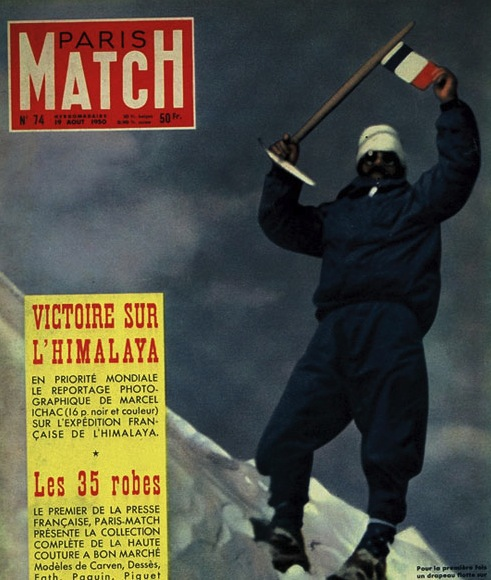 PARIS
MATCH
N° 74
HEBDOMADAIRE
19 AOUT 1950
50 Fr.
VICTOIRE SUR
L'HIMALAYA
EN PRIORITÉ MONDIALE
LE REPORTAGE PHOTO-
GRAPHIQUE DE MARCEL
ICHAC (16 p. noir et couleur)
SUR L'EXPÉDITION FRAN-
ÇAISE DE L'HIMALAYA.
★
Les 35 robes
LE PREMIER DE LA PRESSE
FRANÇAISE, PARIS-MATCH
PRÉSENTE LA COLLECTION
COMPLÈTE DE LA HAUTE
COUTURE A BON MARCHÉ
Modèles de Carven, Dessès,
Fath, Paquin, Piguet
Pour la première fois
un drapeau flotte sur